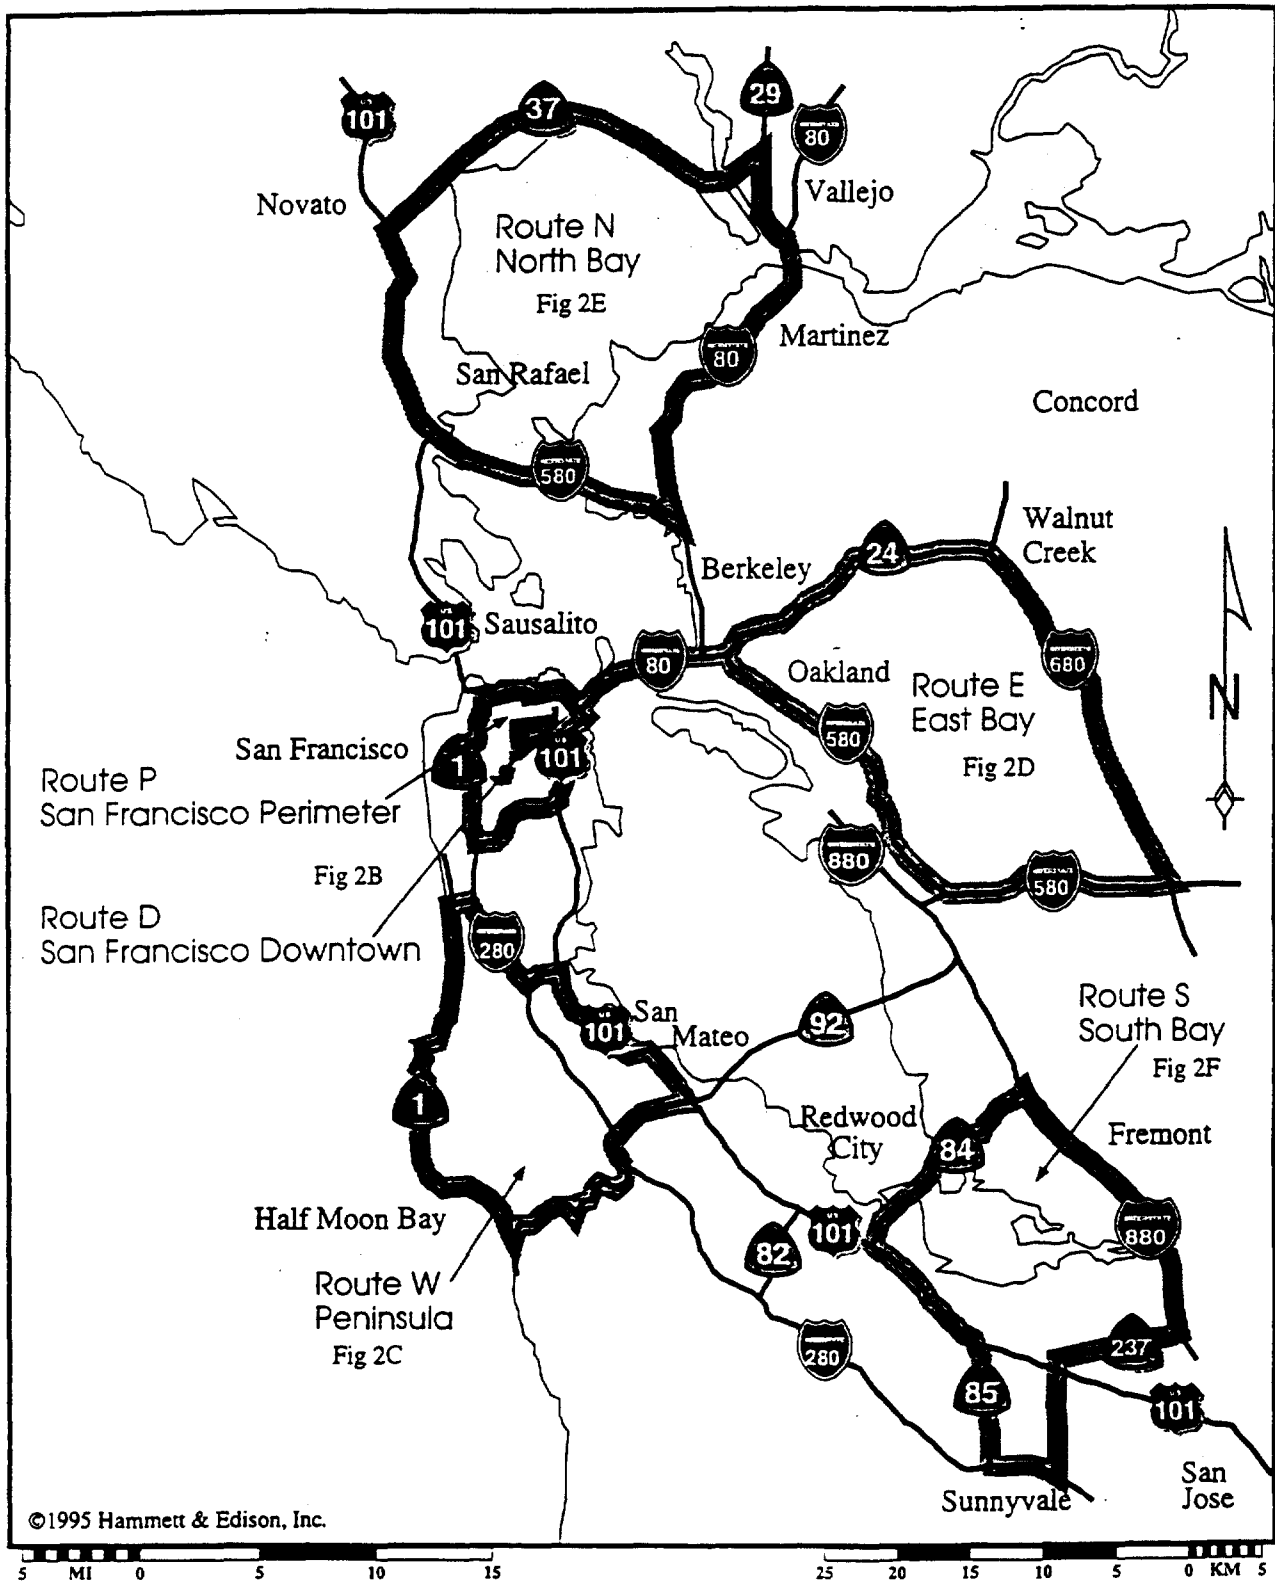 29
37
101
80
Novato
Vallejo
Route N
North Bay
Fig 2E
Martinez
80
San Rafael
Concord
580
Walnut
Creek
24
Berkeley
101
Sausalito
80
680
Oakland
Route E
East Bay
580
Fig 2D
N
San Francisco
1
101
Route P
San Francisco Perimeter
880
580
Fig 2B
Route D
San Francisco Downtown
280
Route S
South Bay
Fig 2F
92
101
San
Mateo
1
Redwood
City
84
Fremont
Half Moon Bay
101
880
82
Route W
Peninsula
Fig 2C
280
237
85
101
San
Jose
Sunnyvale
©1995 Hammett & Edison, Inc.
5 MI 0 5 10 15 25 20 15 10 5 0 KM 5